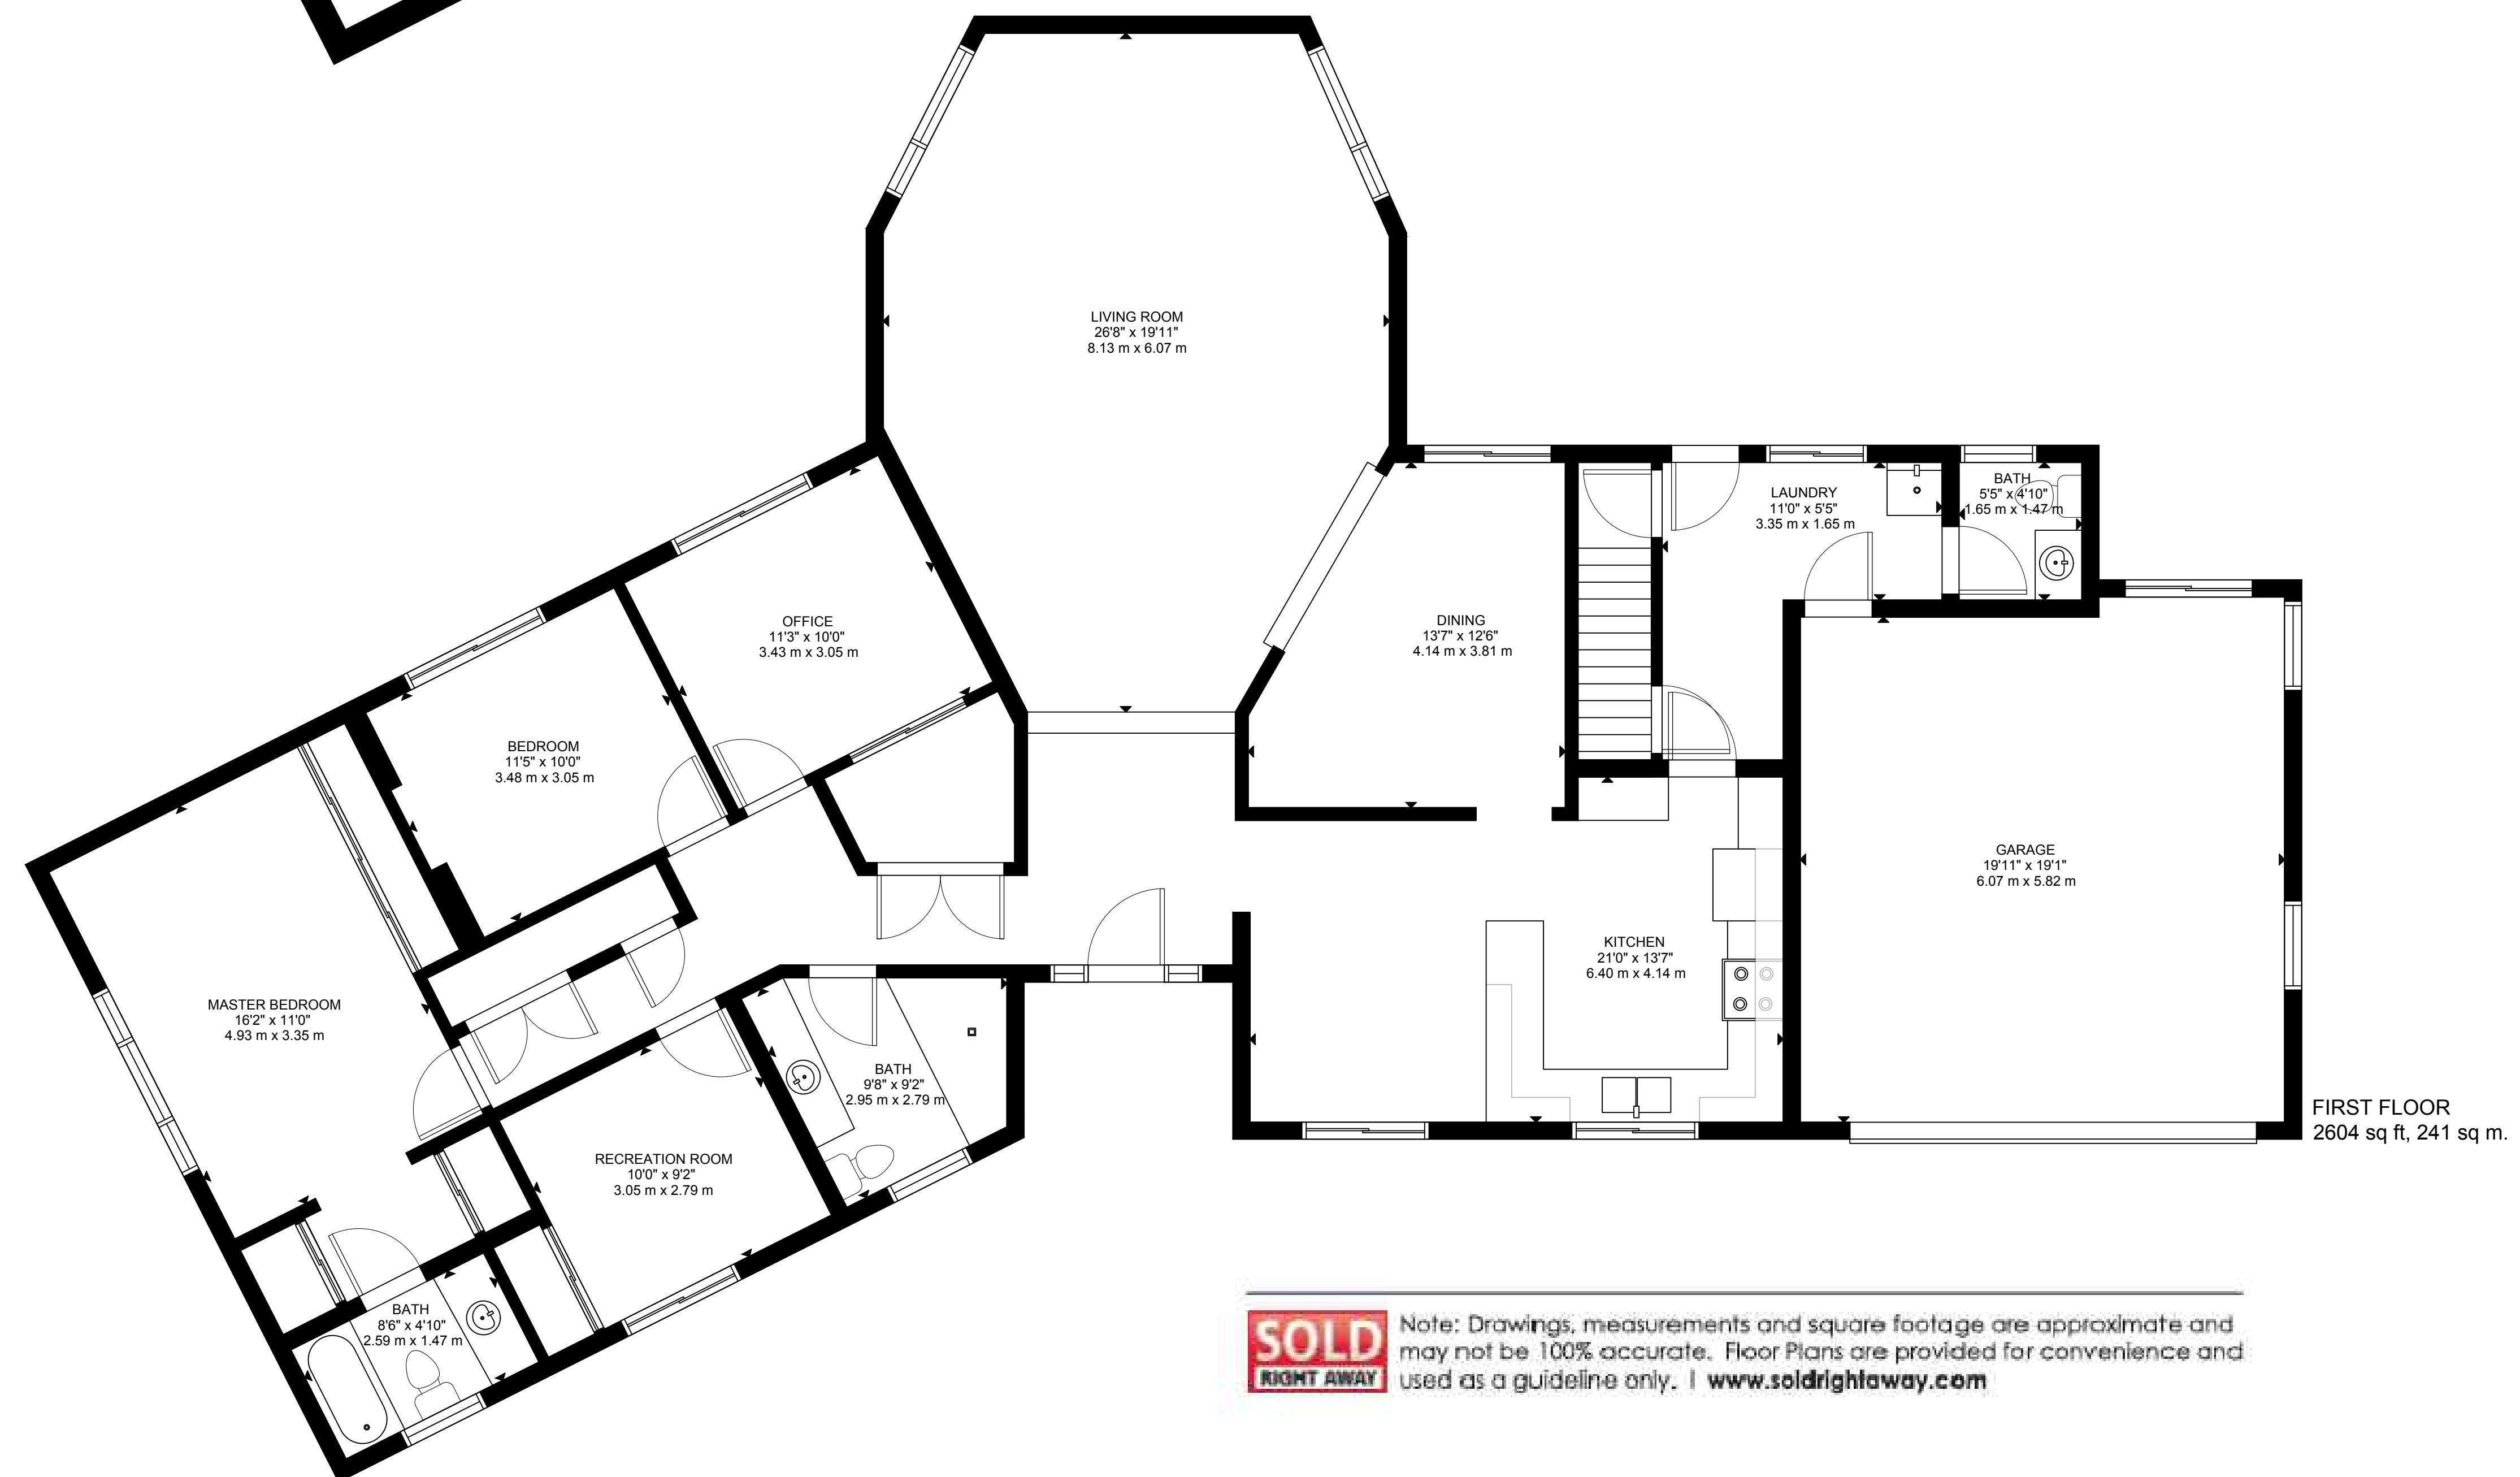 LIVING ROOM
26'8" x 19'11"
8.13 m x 6.07 m
LAUNDRY
11'0" x 5'5"
3.35 m x 1.65 m
BATH
5'5" x 4'10"
1.65 m x 1.47 m
OFFICE
11'3" x 10'0"
3.43 m x 3.05 m
DINING
13'7" x 12'6"
4.14 m x 3.81 m
BEDROOM
11'5" x 10'0"
3.48 m x 3.05 m
GARAGE
19'11" x 19'1"
6.07 m x 5.82 m
KITCHEN
21'0" x 13'7"
6.40 m x 4.14 m
MASTER BEDROOM
16'2" x 11'0"
4.93 m x 3.35 m
BATH
9'8" x 9'2"
2.95 m x 2.79 m
RECREATION ROOM
10'0" x 9'2"
3.05 m x 2.79 m
BATH
8'6" x 4'10"
2.59 m x 1.47 m
FIRST FLOOR
2604 sq ft, 241 sq m.
SOLD
RIGHT AWAY
Note: Drawings, measurements and square footage are approximate and
may not be 100% accurate. Floor Plans are provided for convenience and
used as a guideline only. | www.soldrightaway.com